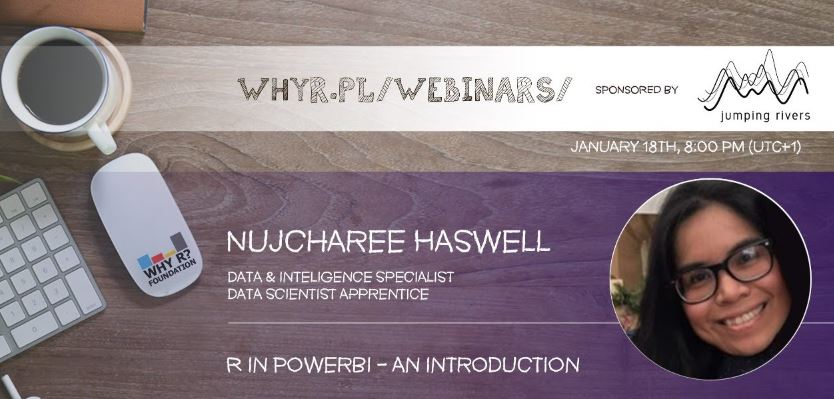 WHYR.PL/WEBINARS/
SPONSORED BY
jumping rivers
JANUARY 18TH, 8:00 PM (UTC+1)
WHY R?
FOUNDATION
NUJCHAREE HASWELL
DATA & INTELIGENCE SPECIALIST
DATA SCIENTIST APPRENTICE
R IN POWERBI - AN INTRODUCTION